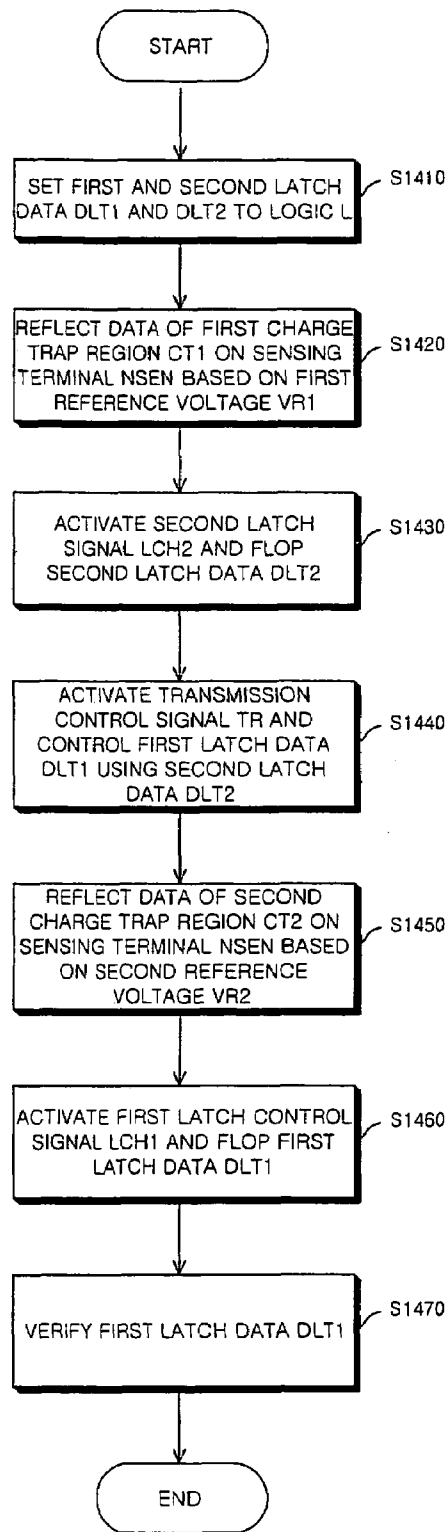 START
SET FIRST AND SECOND LATCH
DATA DLT1 AND DLT2 TO LOGIC L
S1410
REFLECT DATA OF FIRST CHARGE
TRAP REGION CT1 ON SENSING
TERMINAL NSEN BASED ON FIRST
REFERENCE VOLTAGE VR1
S1420
ACTIVATE SECOND LATCH
SIGNAL LCH2 AND FLOP
SECOND LATCH DATA DLT2
S1430
ACTIVATE TRANSMISSION
CONTROL SIGNAL TR AND
CONTROL FIRST LATCH DATA
DLT1 USING SECOND LATCH
DATA DLT2
S1440
REFLECT DATA OF SECOND
CHARGE TRAP REGION CT2 ON
SENSING TERMINAL NSEN BASED
ON SECOND REFERENCE
VOLTAGE VR2
S1450
ACTIVATE FIRST LATCH CONTROL
SIGNAL LCH1 AND FLOP FIRST
LATCH DATA DLT1
S1460
VERIFY FIRST LATCH DATA DLT1
S1470
END